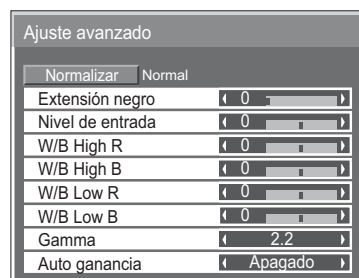 Ajuste avanzado
Normalizar Normal
Extensión negro 0
Nivel de entrada 0
W/B High R 0
W/B High B 0
W/B Low R 0
W/B Low B 0
Gamma 2.2
Auto ganancia Apagado